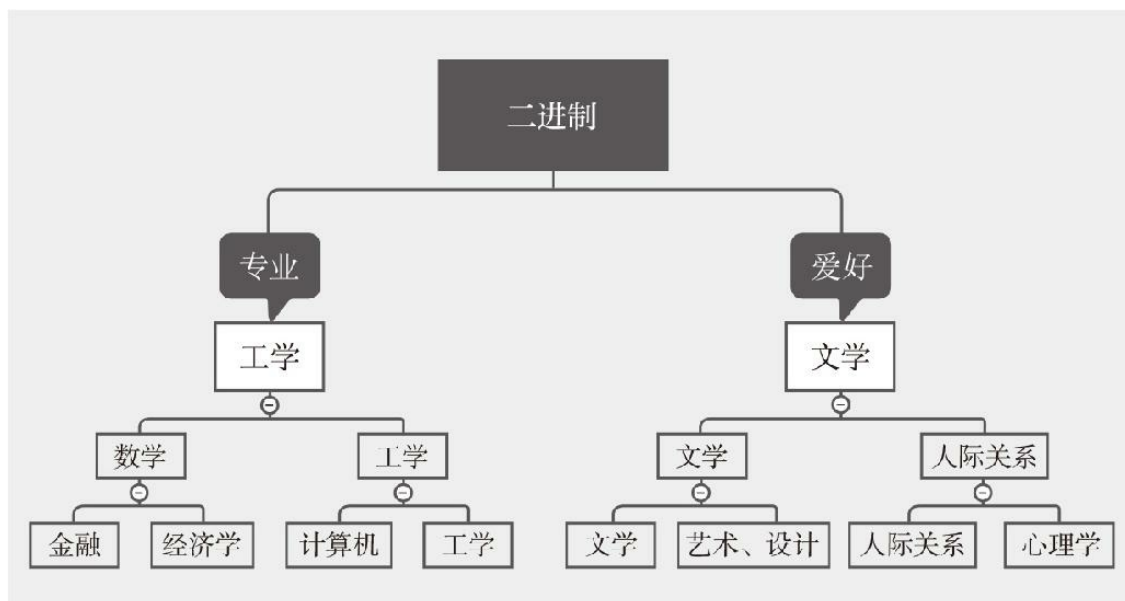 二进制
专业
爱好
工学
文学
数学
工学
文学
人际关系
金融
经济学
计算机
工学
文学
艺术、设计
人际关系
心理学